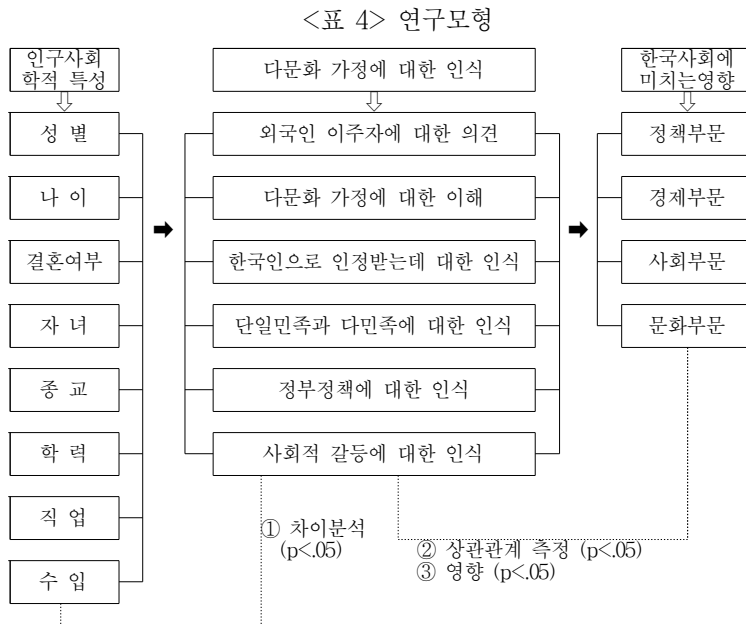 <표 4> 연구모형
인구사회
학적 특성
성 별
나 이
결혼여부
자 녀
종 교
학 력
직 업
수 입
다문화 가정에 대한 인식
외국인 이주자에 대한 의견
다문화 가정에 대한 이해
한국인으로 인정받는데 대한 인식
단일민족과 다민족에 대한 인식
정부정책에 대한 인식
사회적 갈등에 대한 인식
한국사회에
미치는영향
정책부문
경제부문
사회부문
문화부문
① 차이분석
(p<.05)
② 상관관계 측정 (p<.05)
③ 영향 (p<.05)